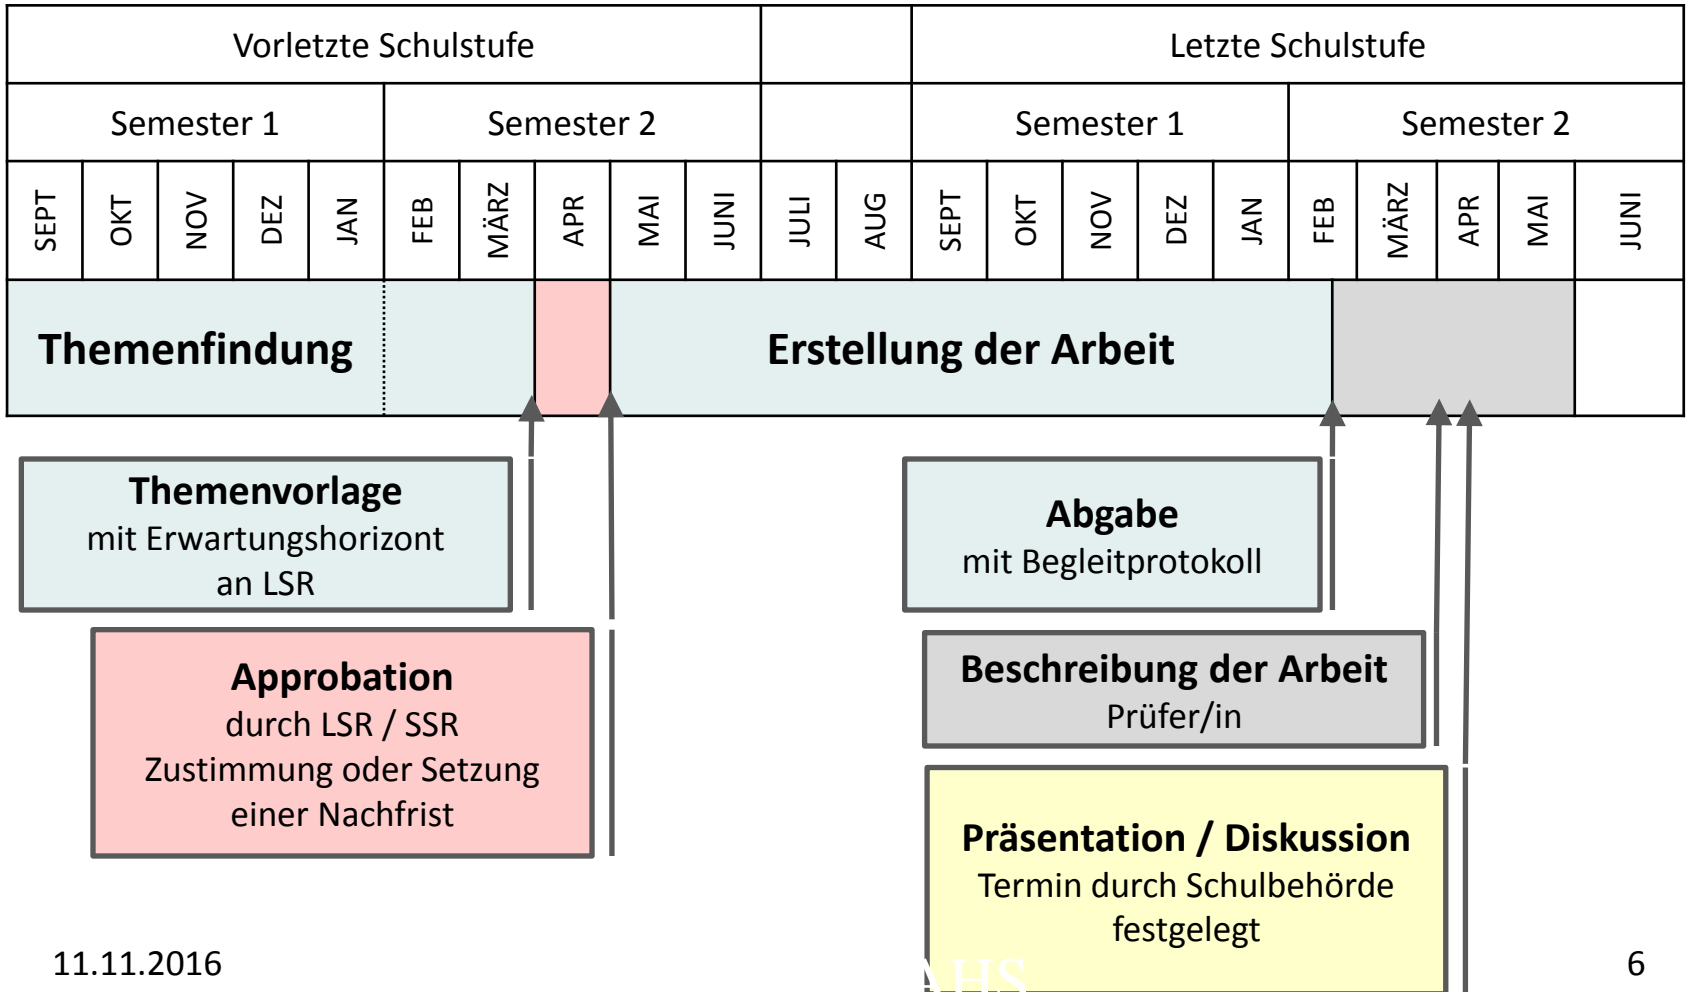 Vorletzte Schulstufe
Letzte Schulstufe
Semester 1
Semester 2
Semester 1
Semester 2
SEPT
OKT
NOV
DEZ
JAN
FEB
MÄRZ
APR
MAI
JUNI
JULI
AUG
SEPT
OKT
NOV
DEZ
JAN
FEB
MÄRZ
APR
MAI
JUNI
Themenfindung
Erstellung der Arbeit
Themenvorlage
mit Erwartungshorizont
an LSR
Abgabe
mit Begleitprotokoll
Approbation
durch LSR / SSR
Zustimmung oder Setzung
einer Nachfrist
Beschreibung der Arbeit
Prüfer/in
Präsentation / Diskussion
Termin durch Schulbehörde
festgelegt
11.11.2016
AHS
6